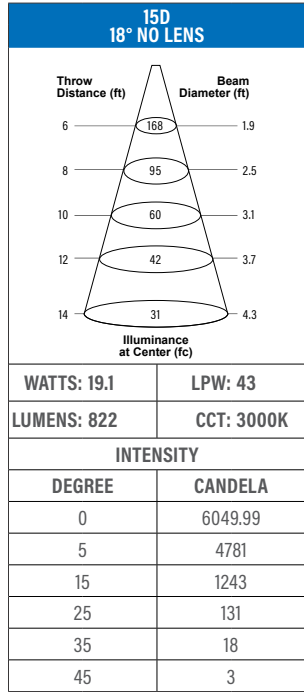 15D
18° NO LENS
Throw Beam
Distance (ft) Diameter (ft)
6 168 1.9
8 95 2.5
10 60 3.1
12 42 3.7
14 31 4.3
Illuminance
at Center (fc)
WATTS: 19.1 LPW: 43
LUMENS: 822 CCT: 3000K
INTENSITY
DEGREE CANDELA
0 6049.99
5 4781
15 1243
25 131
35 18
45 3